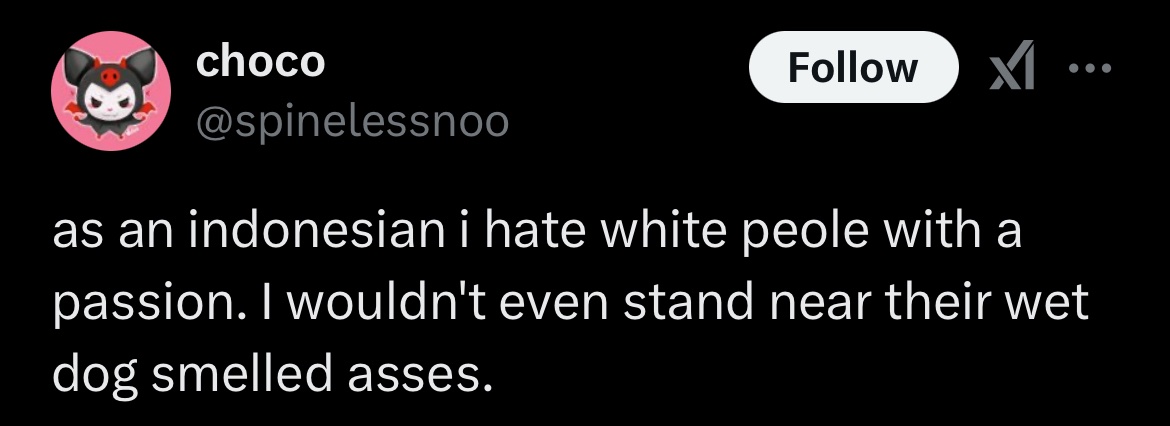 choco
Follow
@spinelessnoo
as an indonesian i hate white peole with a
passion. I wouldn't even stand near their wet
dog smelled asses.